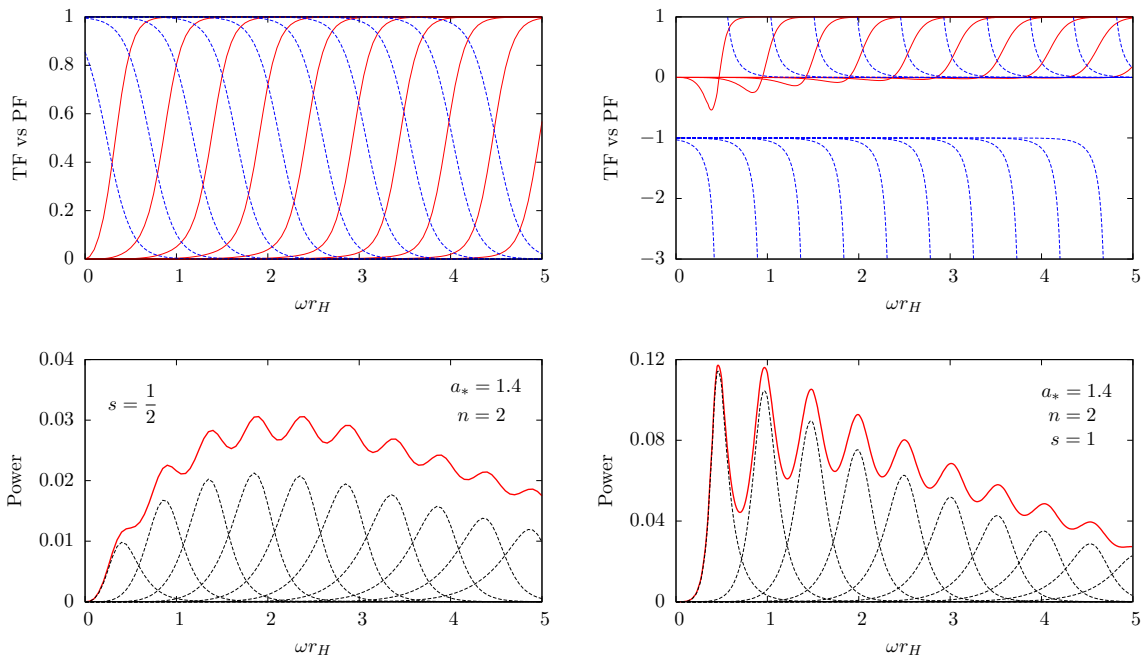 TF vs PF
1
0.8
0.6
0.4
0.2
0
0 1 2 3 4 5
ωr_H
TF vs PF
1
0
−1
−2
−3
0 1 2 3 4 5
ωr_H
Power
0.04
0.03
0.02
0.01
0
s = 1/2
a_* = 1.4
n = 2
0 1 2 3 4 5
ωr_H
Power
0.12
0.08
0.04
0
a_* = 1.4
n = 2
s = 1
0 1 2 3 4 5
ωr_H